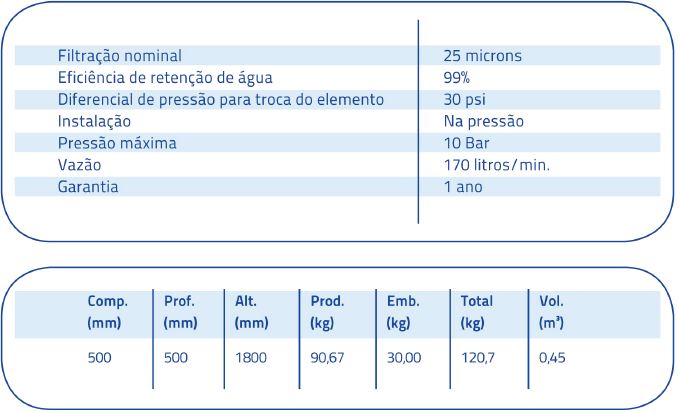 Filtração nominal 25 microns
Eficiência de retenção de água 99%
Diferencial de pressão para troca do elemento 30 psi
Instalação Na pressão
Pressão máxima 10 Bar
Vazão 170 litros/min.
Garantia 1 ano
Comp. Prof. Alt. Prod. Emb. Total Vol.
(mm) (mm) (mm) (kg) (kg) (kg) (m³)
500 500 1800 90,67 30,00 120,7 0,45